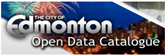 THE CITY OF
Edmonton
Open Data Catalogue